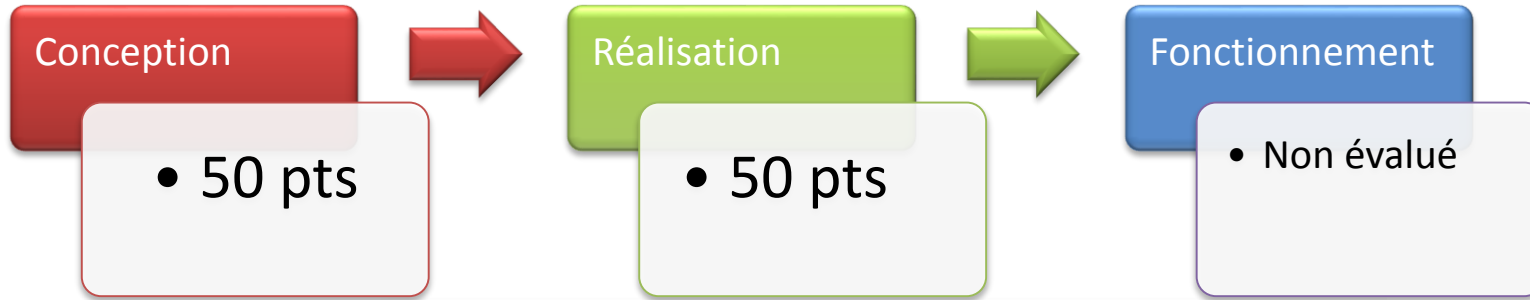 Conception
• 50 pts
Réalisation
• 50 pts
Fonctionnement
• Non évalué